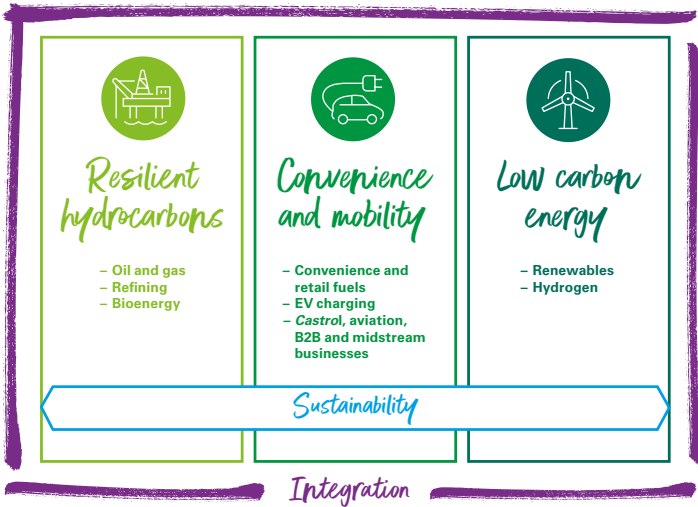 Resilient
hydrocarbons
– Oil and gas
– Refining
– Bioenergy
Convenience
and mobility
– Convenience and
retail fuels
– EV charging
– Castrol, aviation,
B2B and midstream
businesses
Low carbon
energy
– Renewables
– Hydrogen
Sustainability
Integration